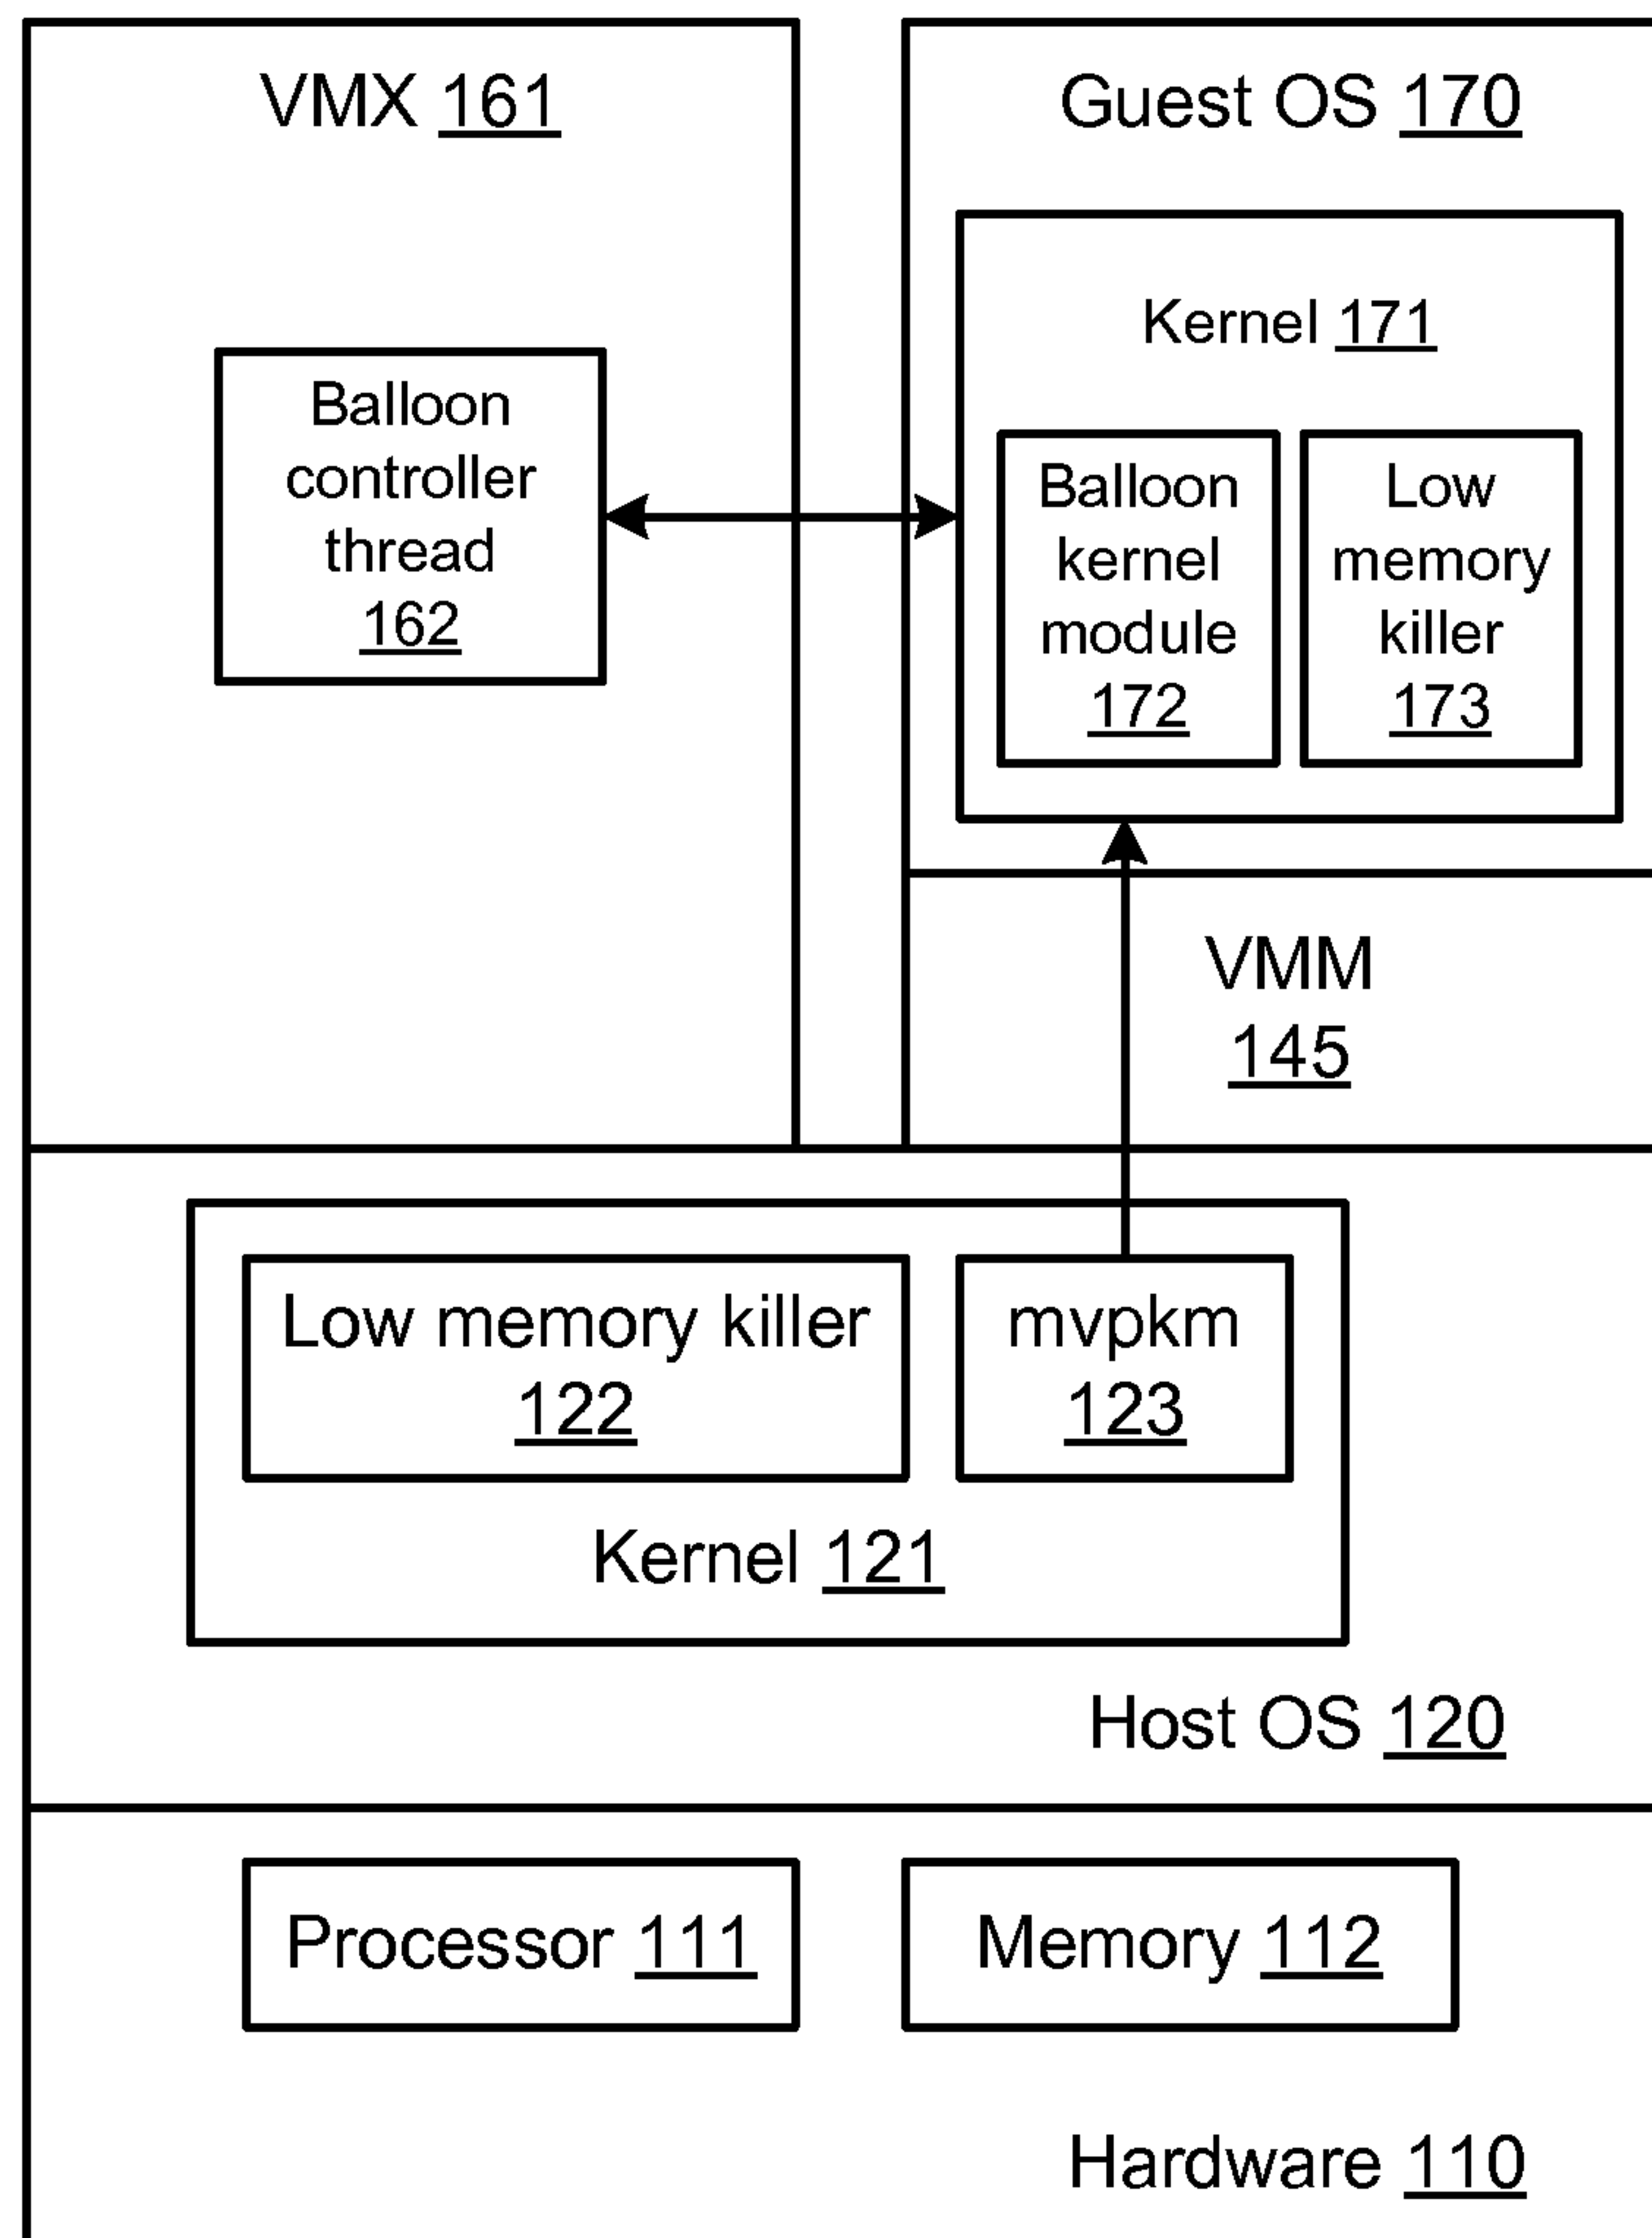 VMX 161
Guest OS 170
Kernel 171
Balloon
controller
thread
162
Balloon
kernel
module
172
Low
memory
killer
173
VMM
145
Low memory killer
122
mvpkm
123
Kernel 121
Host OS 120
Processor 111
Memory 112
Hardware 110